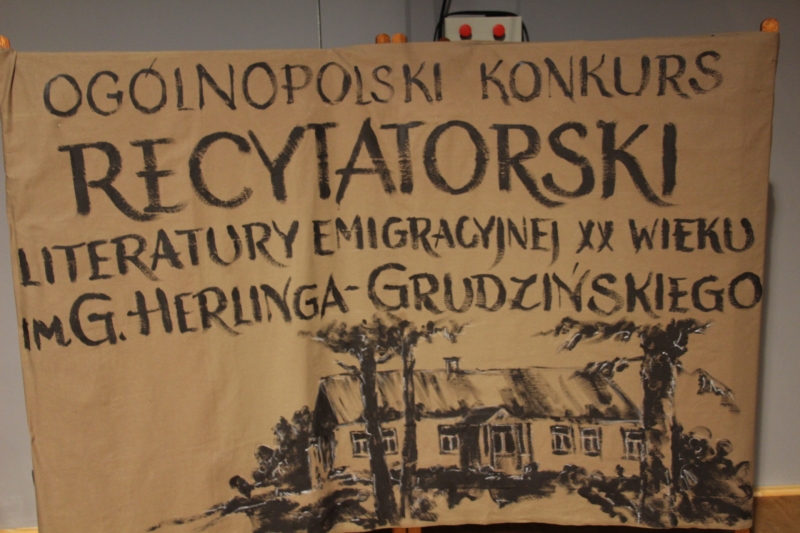 OGÓLNOPOLSKI KONKURS
RECYTATORSKI
LITERATURY EMIGRACYJNEJ XX WIEKU
IM. G. HERLINGA-GRUDZIŃSKIEGO